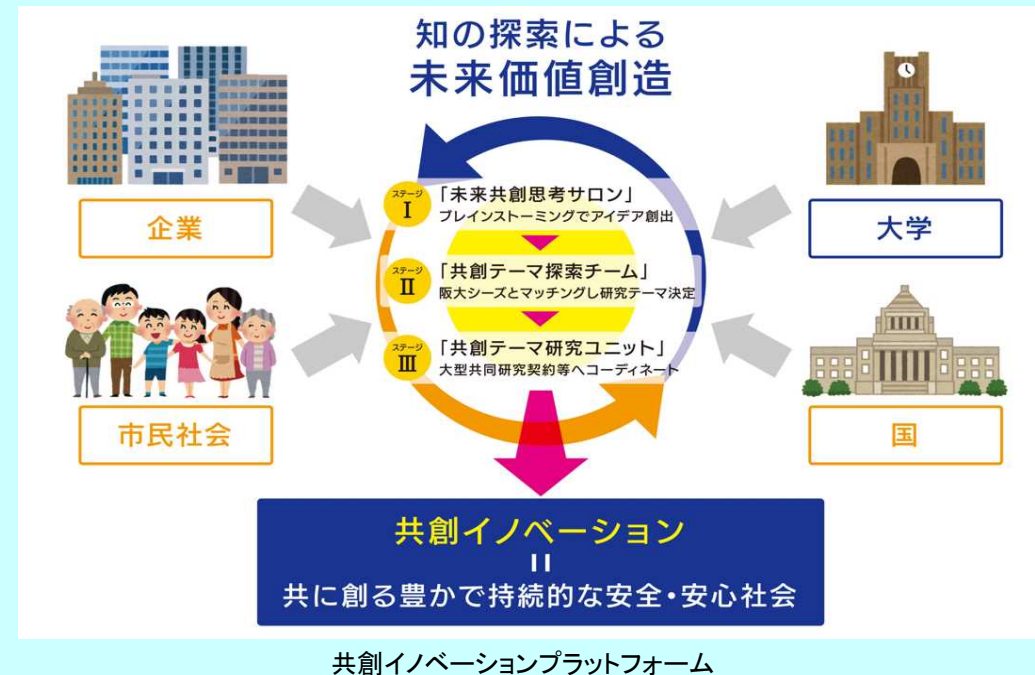 知の探索による
未来価値創造
企業
市民社会
ステージ
I
「未来共創思考サロン」
ブレインストーミングでアイデア創出
ステージ
II
「共創テーマ探索チーム」
阪大シーズとマッチングし研究テーマ決定
ステージ
III
「共創テーマ研究ユニット」
大型共同研究契約等へコーディネート
大学
国
共創イノベーション
=
共に創る豊かで持続的な安全・安心社会
共創イノベーションプラットフォーム